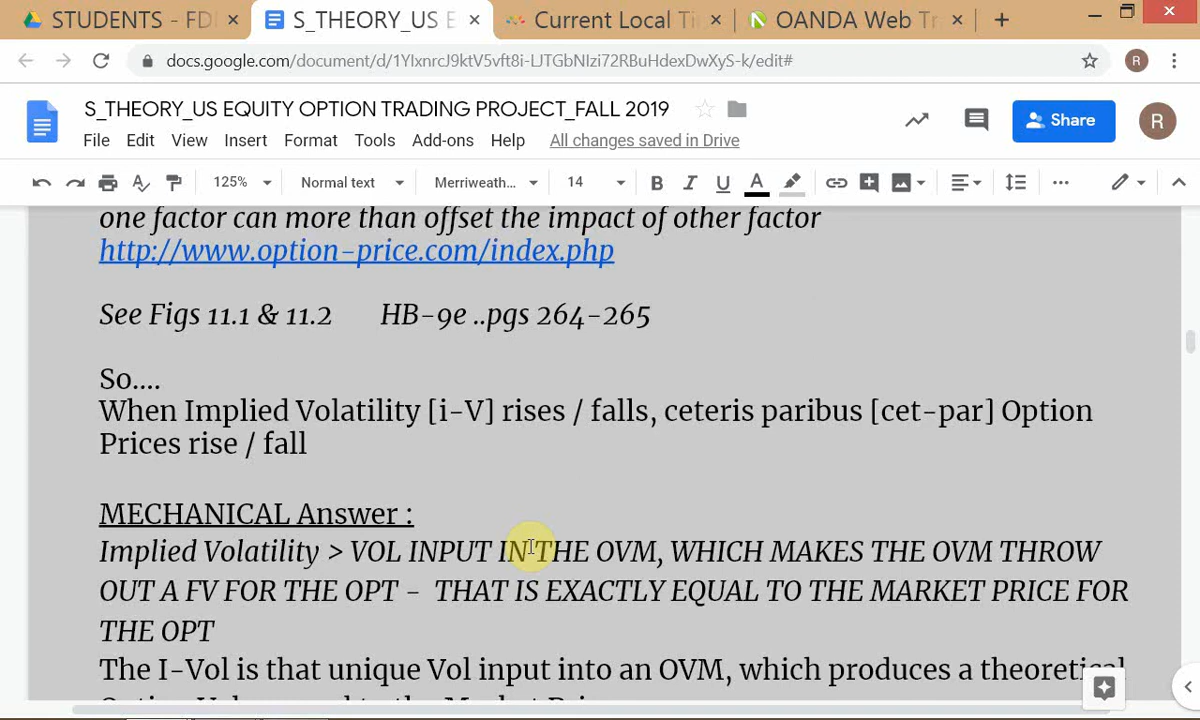 STUDENTS - FD
S_THEORY_US E
Current Local Ti
OANDA Web Tr
docs.google.com/document/d/1YIxnrcJ9ktV5vft8i-LJTGbNIzi72RBuHdexDwXyS-k/edit#
R
S_THEORY_US EQUITY OPTION TRADING PROJECT_FALL 2019
Share
R
File Edit View Insert Format Tools Add-ons Help All changes saved in Drive
125% Normal text Merriweath... 14 B I U A
one factor can more than offset the impact of other factor
http://www.option-price.com/index.php
See Figs 11.1 & 11.2 HB-9e ..pgs 264-265
So....
When Implied Volatility [i-V] rises / falls, ceteris paribus [cet-par] Option
Prices rise / fall
MECHANICAL Answer :
Implied Volatility > VOL INPUT IN THE OVM, WHICH MAKES THE OVM THROW
OUT A FV FOR THE OPT - THAT IS EXACTLY EQUAL TO THE MARKET PRICE FOR
THE OPT
The I-Vol is that unique Vol input into an OVM, which produces a theoretical